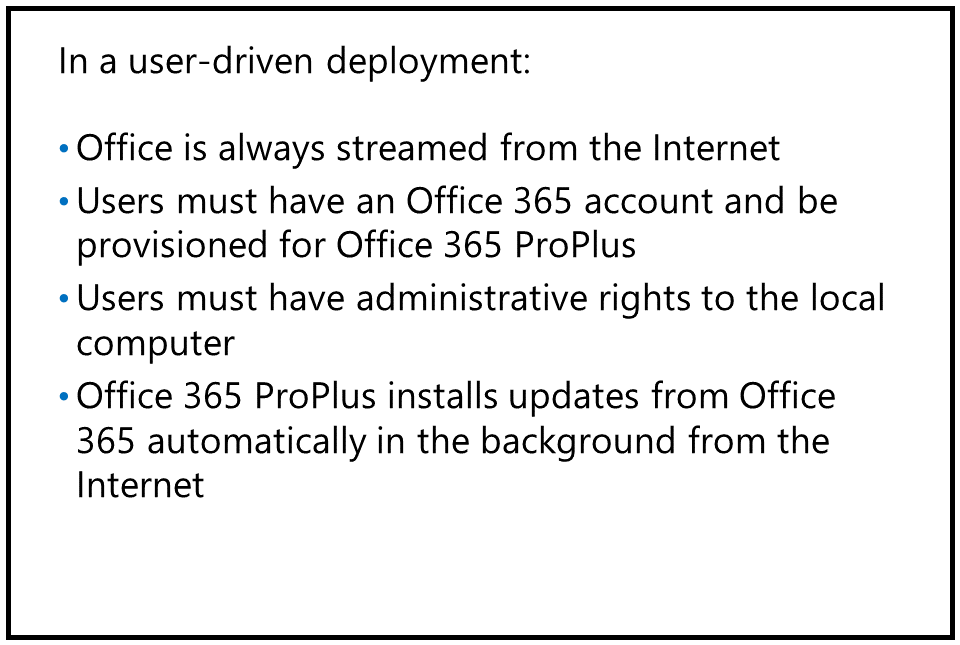 In a user-driven deployment:
• Office is always streamed from the Internet
• Users must have an Office 365 account and be
provisioned for Office 365 ProPlus
• Users must have administrative rights to the local
computer
• Office 365 ProPlus installs updates from Office
365 automatically in the background from the
Internet